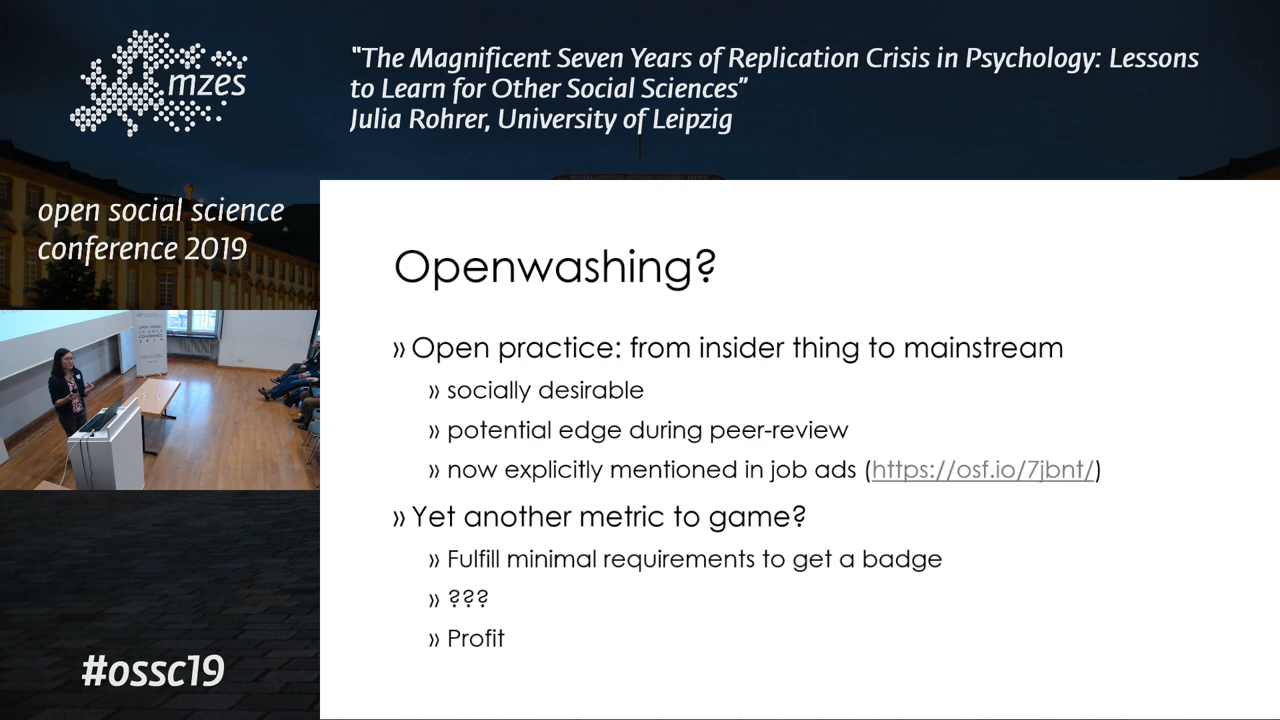 mzes
"The Magnificent Seven Years of Replication Crisis in Psychology: Lessons
to Learn for Other Social Sciences"
Julia Rohrer, University of Leipzig
open social science
conference 2019
Openwashing?
» Open practice: from insider thing to mainstream
» socially desirable
» potential edge during peer-review
» now explicitly mentioned in job ads (https://osf.io/7jbnt/)
» Yet another metric to game?
» Fulfill minimal requirements to get a badge
» ???
» Profit
#ossc19